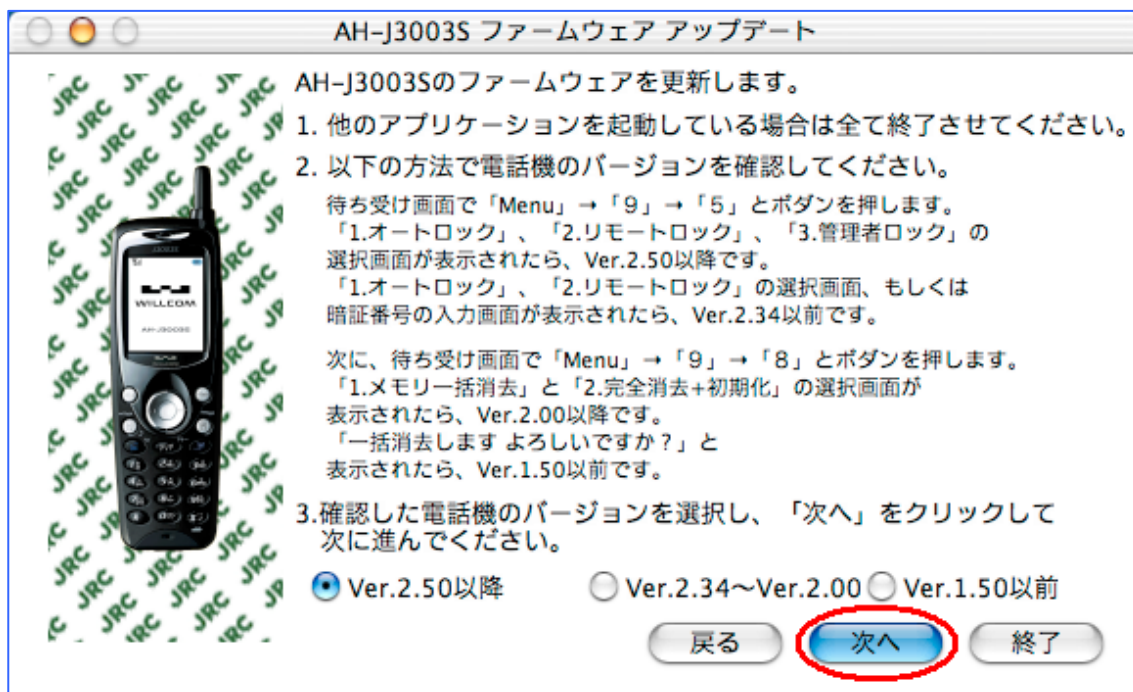 AH-J3003S ファームウェア アップデート
AH-J3003Sのファームウェアを更新します。
1. 他のアプリケーションを起動している場合は全て終了させてください。
2. 以下の方法で電話機のバージョンを確認してください。
待ち受け画面で「Menu」→「9」→「5」とボダンを押します。
「1.オートロック」、「2.リモートロック」、「3.管理者ロック」の
選択画面が表示されたら、Ver.2.50以降です。
「1.オートロック」、「2.リモートロック」の選択画面、もしくは
暗証番号の入力画面が表示されたら、Ver.2.34以前です。
次に、待ち受け画面で「Menu」→「9」→「8」とボダンを押します。
「1.メモリ一括消去」と「2.完全消去+初期化」の選択画面が
表示されたら、Ver.2.00以降です。
「一括消去します よろしいですか？」と
表示されたら、Ver.1.50以前です。
3.確認した電話機のバージョンを選択し、「次へ」をクリックして
次に進んでください。
Ver.2.50以降 Ver.2.34〜Ver.2.00 Ver.1.50以前
戻る 次へ 終了
JRC
J3003S
WILLCOM
AH-J3003S